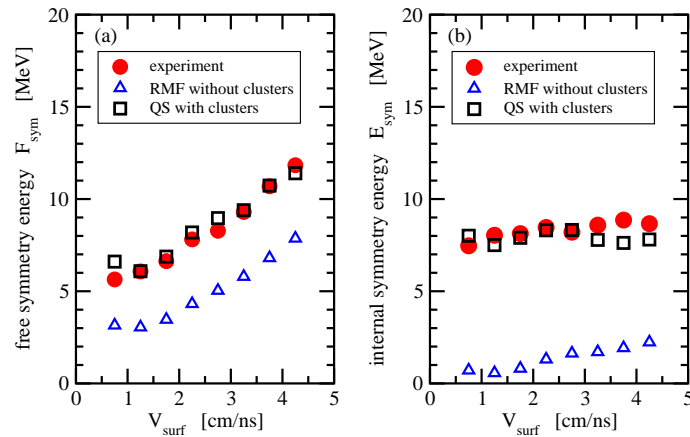 (a)
experiment
RMF without clusters
QS with clusters
free symmetry energy F_sym [MeV]
0
5
10
15
20
0
1
2
3
4
5
V_surf [cm/ns]
(b)
experiment
RMF without clusters
QS with clusters
internal symmetry energy E_sym [MeV]
0
5
10
15
20
0
1
2
3
4
5
V_surf [cm/ns]